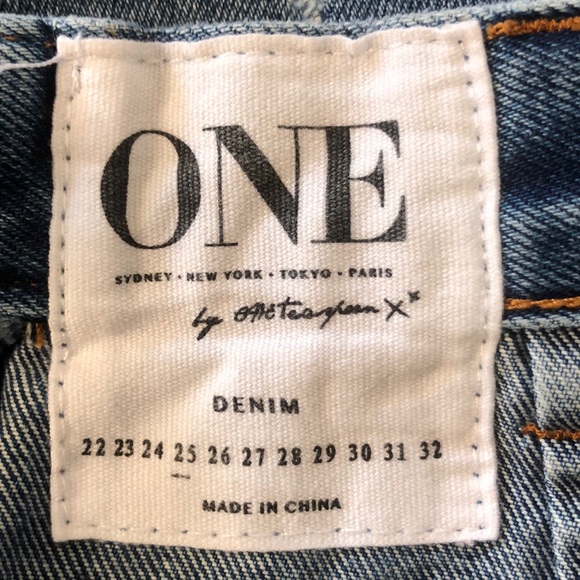 ONE
SYDNEY · NEW YORK · TOKYO · PARIS
by oneteaspoon X*
DENIM
22 23 24 25 26 27 28 29 30 31 32
MADE IN CHINA